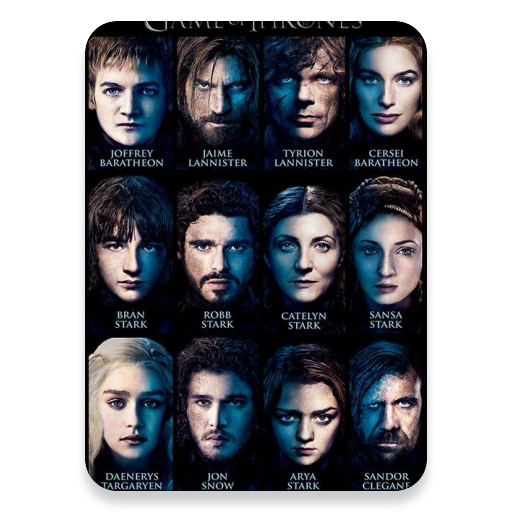 GAME OF THRONES
JOFFREY
BARATHEON
JAIME
LANNISTER
TYRION
LANNISTER
CERSEI
BARATHEON
BRAN
STARK
ROBB
STARK
CATELYN
STARK
SANSA
STARK
DAENERYS
TARGARYEN
JON
SNOW
ARYA
STARK
SANDOR
CLEGANE